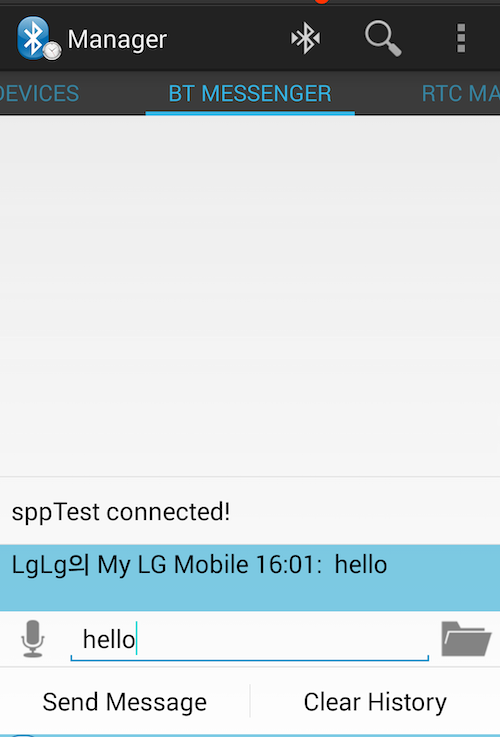 Manager
DEVICES BT MESSENGER RTC MA
sppTest connected!
LgLg의 My LG Mobile 16:01: hello
hello
Send Message Clear History